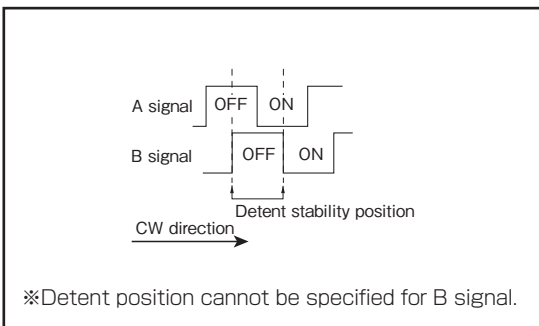 A signal OFF ON
B signal OFF ON
Detent stability position
CW direction
※Detent position cannot be specified for B signal.